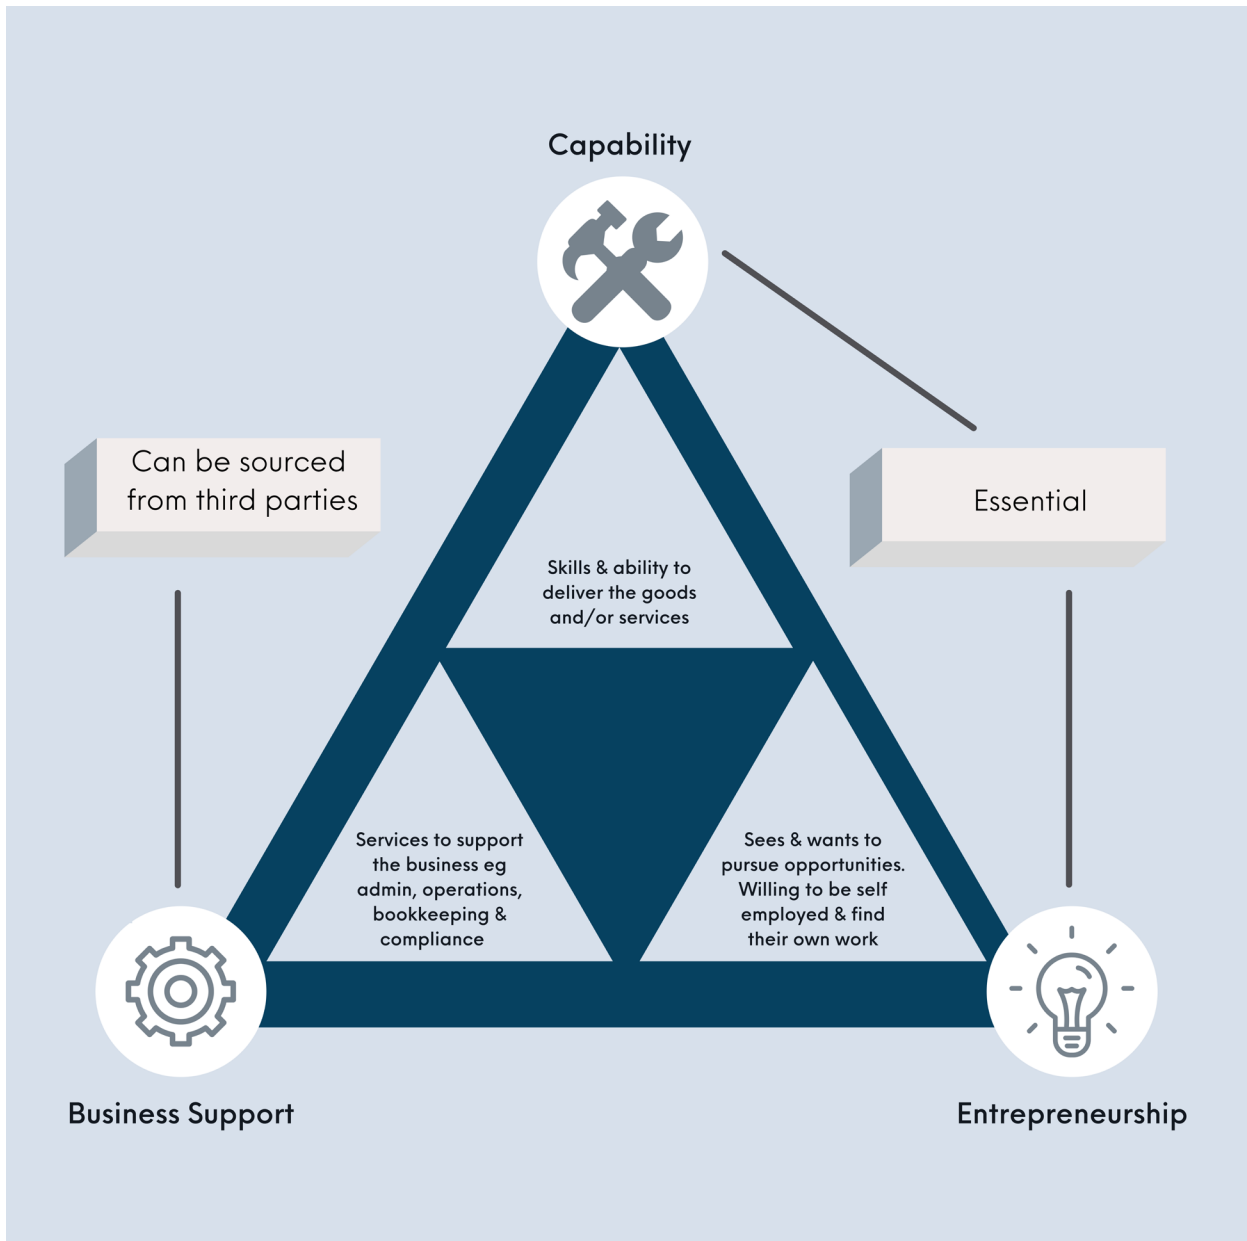 Capability
Can be sourced
from third parties
Essential
Skills & ability to
deliver the goods
and/or services
Services to support
the business eg
admin, operations,
bookkeeping &
compliance
Sees & wants to
pursue opportunities.
Willing to be self
employed & find
their own work
Business Support
Entrepreneurship